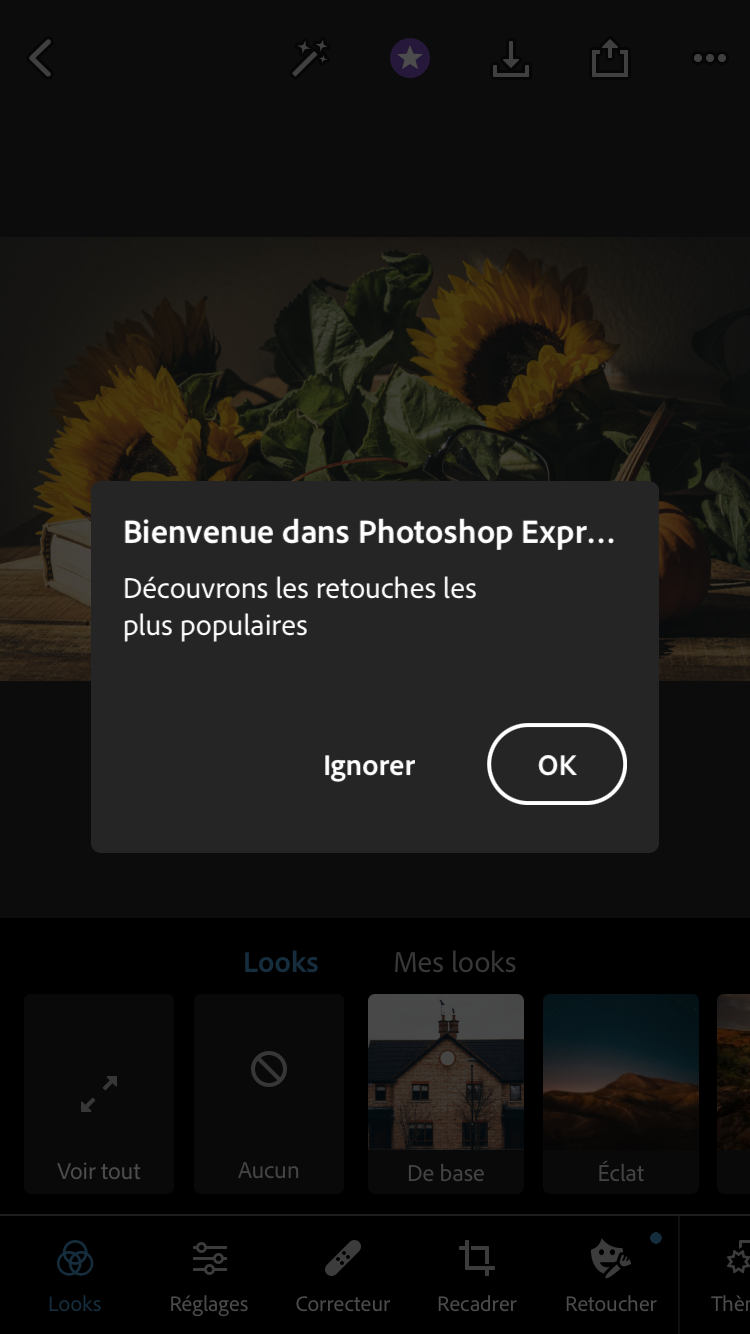 Bienvenue dans Photoshop Expr...
Découvrons les retouches les
plus populaires
Ignorer
OK
Looks
Mes looks
Voir tout
Aucun
De base
Éclat
Looks
Réglages
Correcteur
Recadrer
Retoucher
Thèr